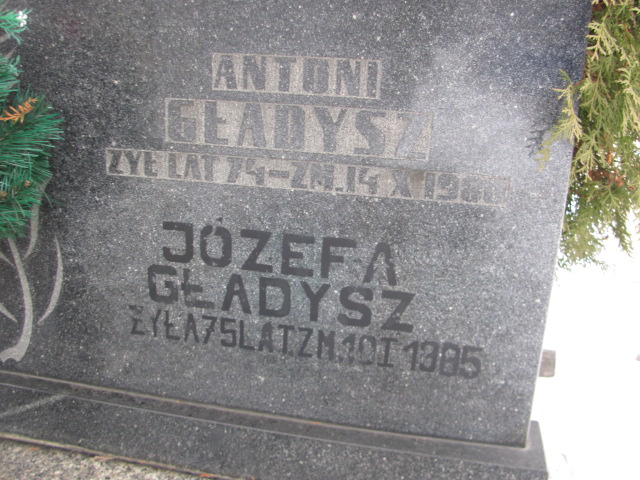 ANTONI
GŁADYSZ
ŻYŁ LAT 74-ZM.14 X
JÓZEFA
GŁADYSZ
ŻYŁA 75 LAT.ZM.10 I 1985